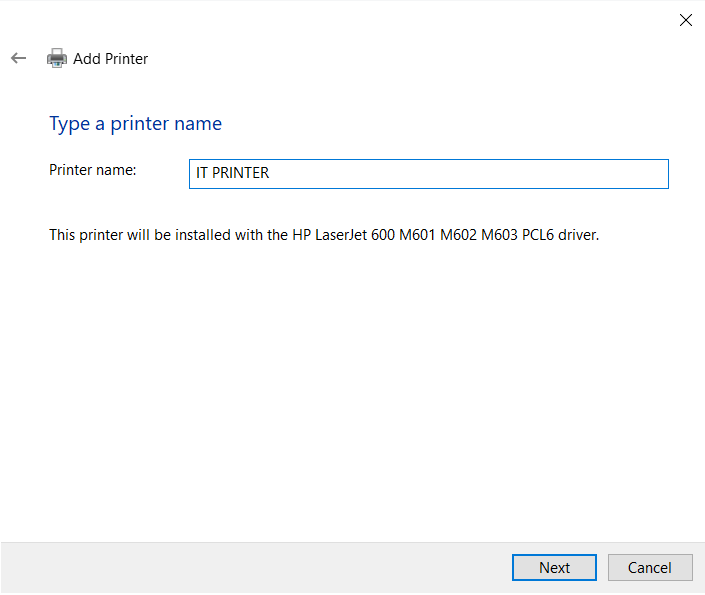 Add Printer
Type a printer name
Printer name: IT PRINTER
This printer will be installed with the HP LaserJet 600 M601 M602 M603 PCL6 driver.
Next Cancel